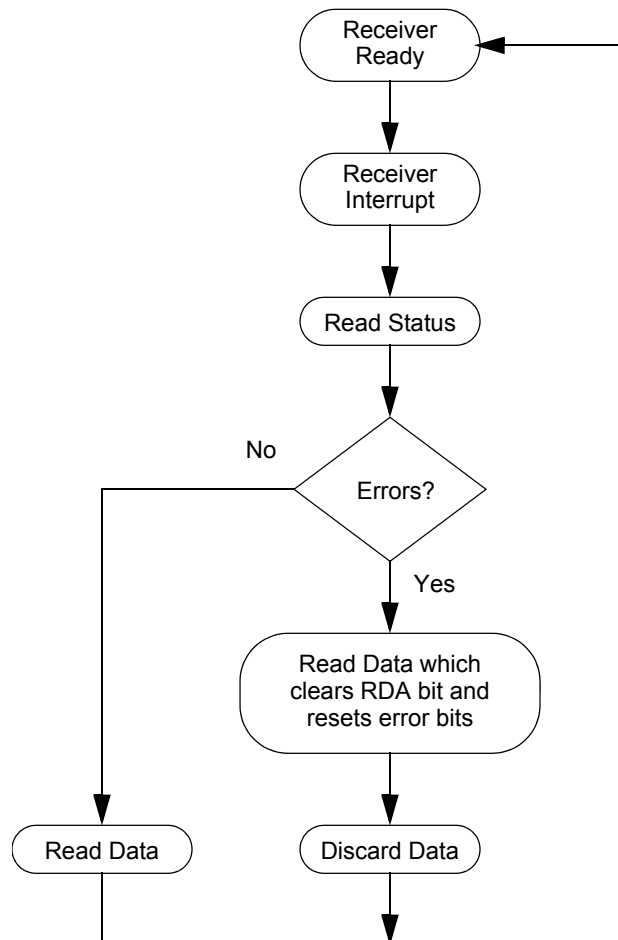 Receiver
Ready
Receiver
Interrupt
Read Status
No
Errors?
Yes
Read Data which
clears RDA bit and
resets error bits
Read Data
Discard Data